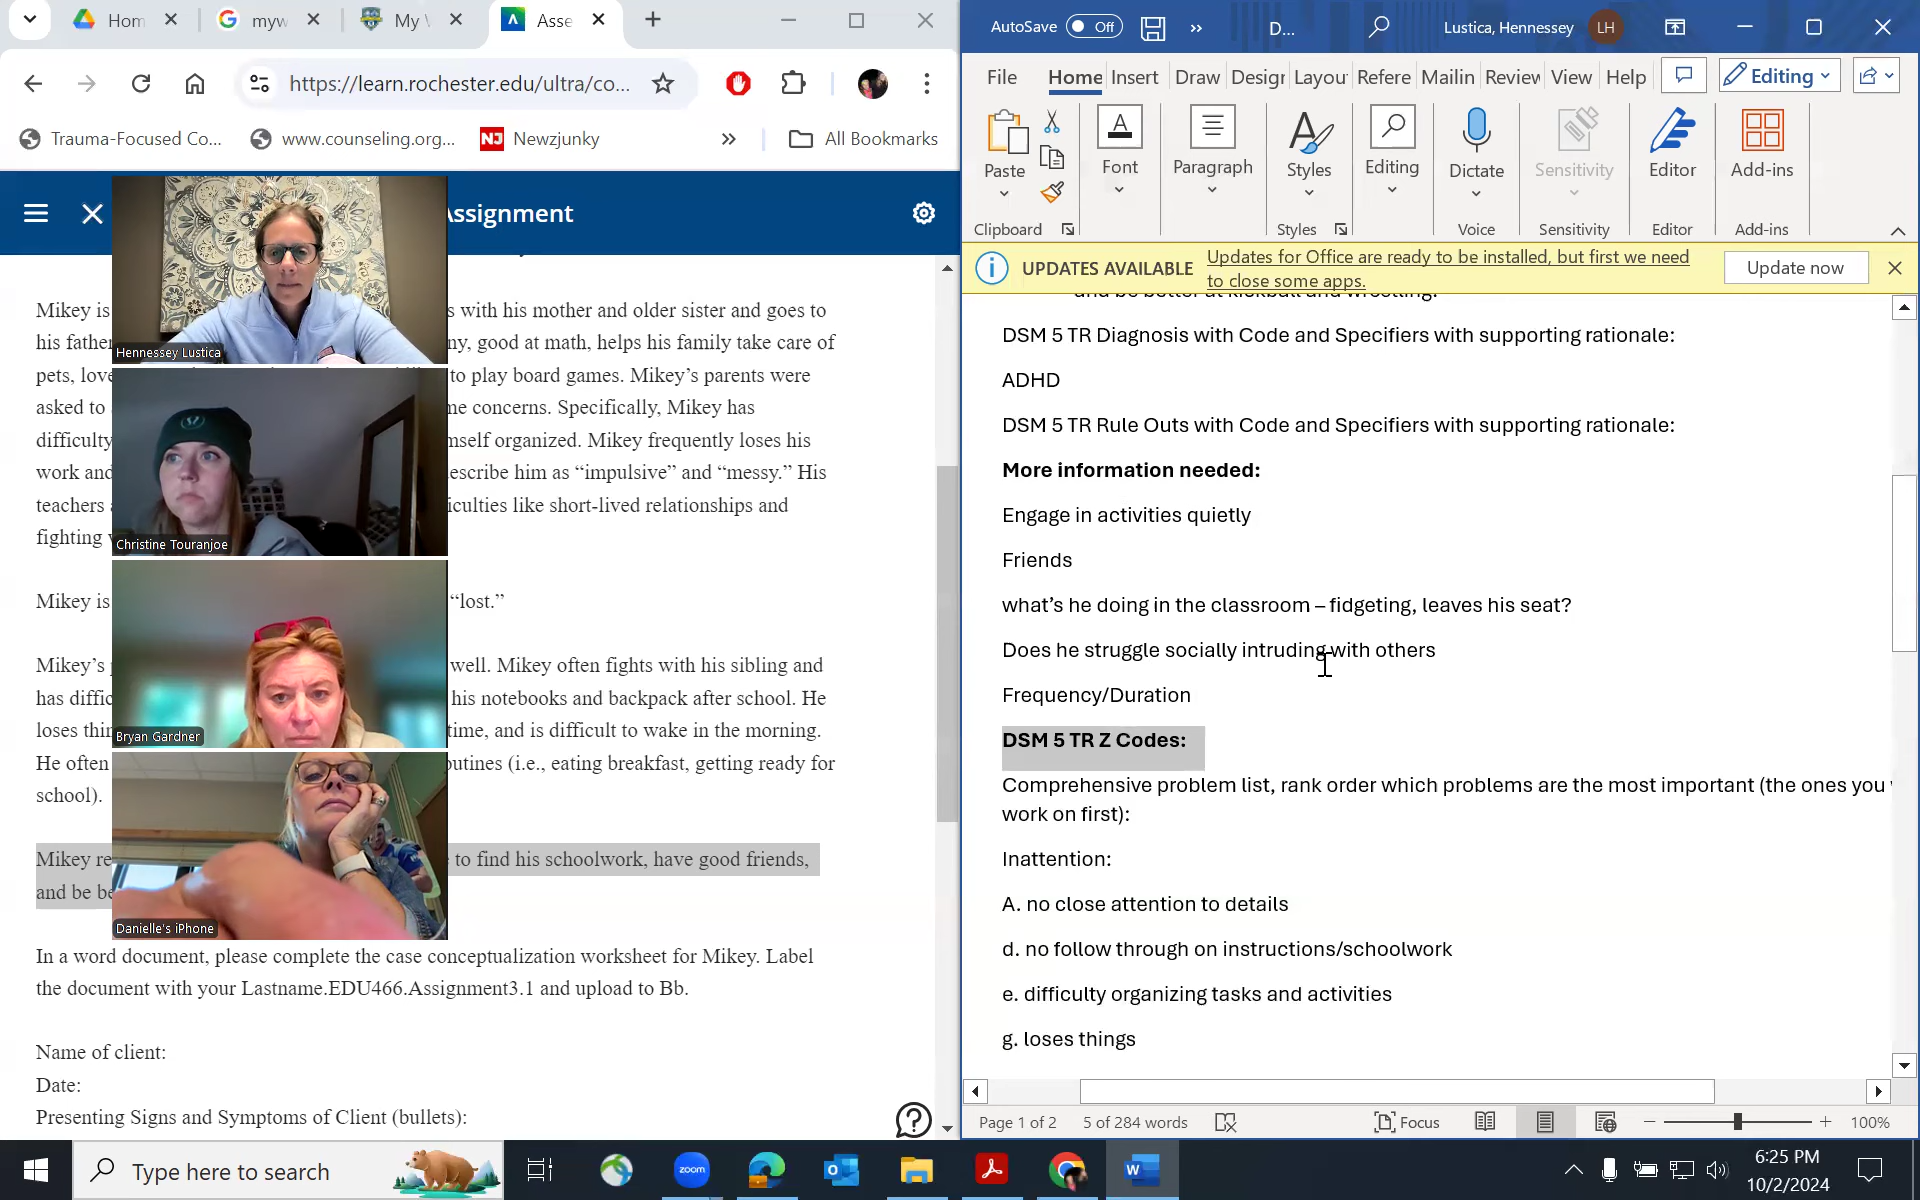 Hom
myw
My
Asse
https://learn.rochester.edu/ultra/co...
Trauma-Focused Co...
www.counseling.org...
NJ Newzjunky
All Bookmarks
Assignment
Mikey is
s with his mother and older sister and goes to
his father
ny, good at math, helps his family take care of
pets, love
to play board games. Mikey's parents were
asked to
ne concerns. Specifically, Mikey has
difficulty
mself organized. Mikey frequently loses his
work and
escribe him as "impulsive" and "messy." His
teachers
iculties like short-lived relationships and
fighting
Mikey is
"lost."
Mikey's
well. Mikey often fights with his sibling and
has diffic
his notebooks and backpack after school. He
loses thin
time, and is difficult to wake in the morning.
He often
outines (i.e., eating breakfast, getting ready for
school).
Mikey re
to find his schoolwork, have good friends,
and be be
In a word document, please complete the case conceptualization worksheet for Mikey. Label
the document with your Lastname.EDU466.Assignment3.1 and upload to Bb.
Name of client:
Date:
Presenting Signs and Symptoms of Client (bullets):
Hennessey Lustica
Christine Touranjoe
Bryan Gardner
Danielle's iPhone
AutoSave Off
D...
Lustica, Hennessey LH
File Home Insert Draw Design Layou Refere Mailin Review View Help
Editing
Paste
Font
Paragraph
Styles
Editing
Dictate
Sensitivity
Editor
Add-ins
Clipboard Styles Voice Sensitivity Editor Add-ins
UPDATES AVAILABLE Updates for Office are ready to be installed, but first we need to close some apps. Update now
and be better at kickball and wrestling.
DSM 5 TR Diagnosis with Code and Specifiers with supporting rationale:
ADHD
DSM 5 TR Rule Outs with Code and Specifiers with supporting rationale:
More information needed:
Engage in activities quietly
Friends
what's he doing in the classroom – fidgeting, leaves his seat?
Does he struggle socially intruding with others
Frequency/Duration
DSM 5 TR Z Codes:
Comprehensive problem list, rank order which problems are the most important (the ones you
work on first):
Inattention:
A. no close attention to details
d. no follow through on instructions/schoolwork
e. difficulty organizing tasks and activities
g. loses things
Page 1 of 2 5 of 284 words Focus 100%
Type here to search
zoom
6:25 PM
10/2/2024